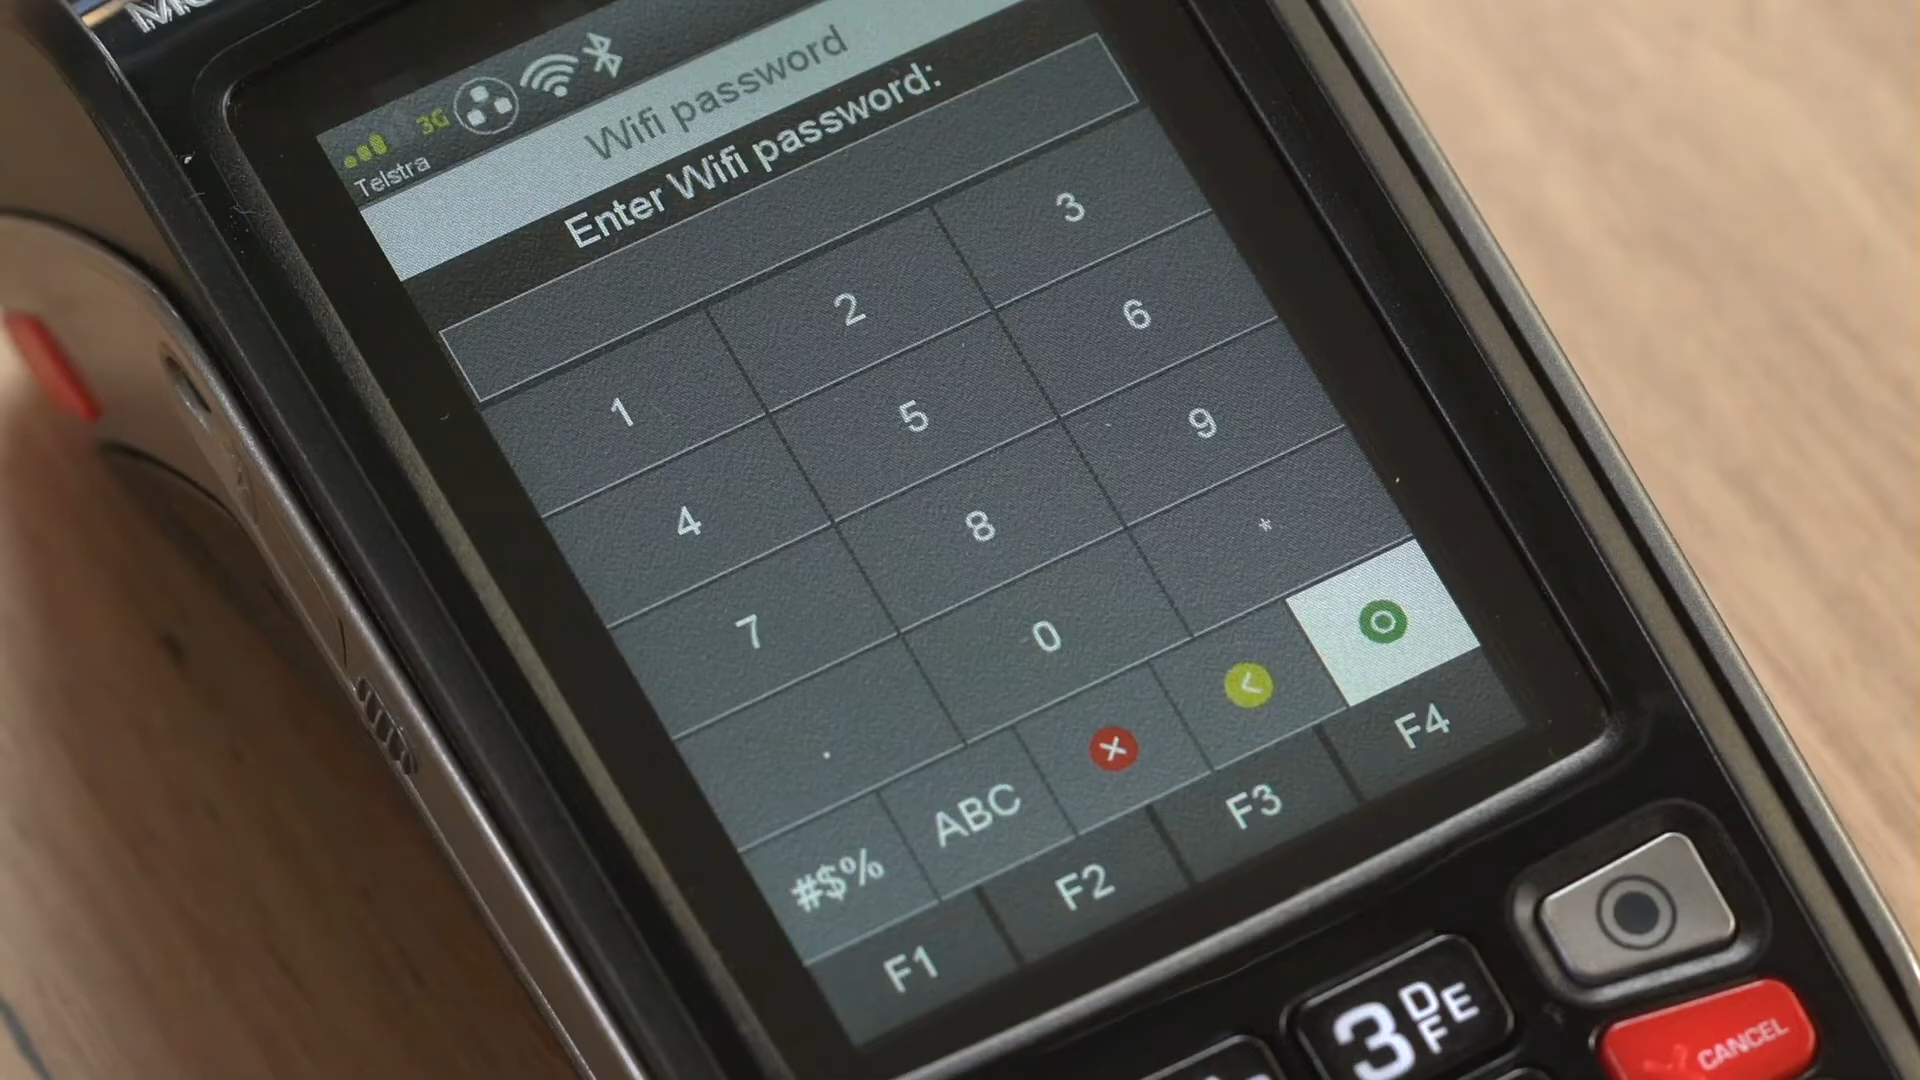 3G
Telstra
Wifi password
Enter Wifi password:
1 2 3
4 5 6
7 8 9
. 0 *
#$% ABC
F1 F2 F3 F4
3 DEF
CANCEL